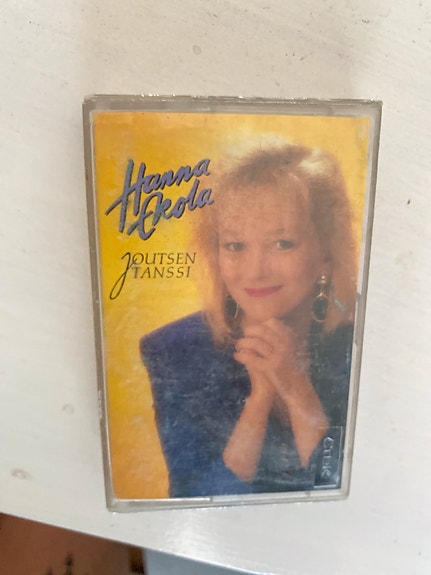 Hanna
Ekola
JOUTSEN
TANSSI